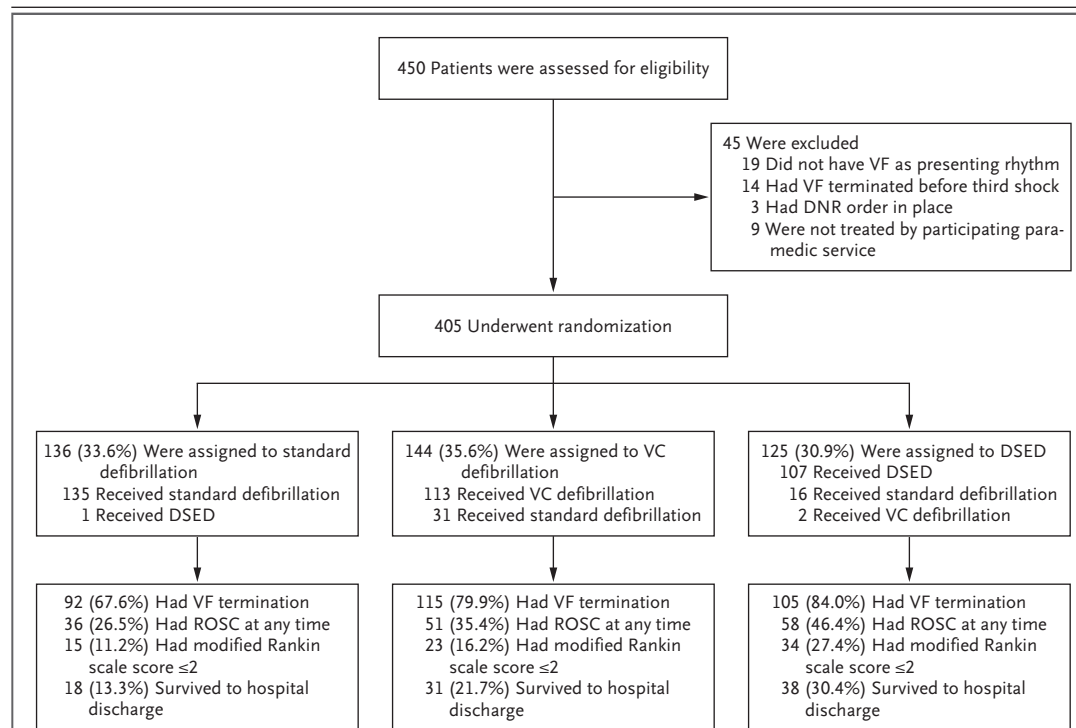 450 Patients were assessed for eligibility
45 Were excluded
19 Did not have VF as presenting rhythm
14 Had VF terminated before third shock
3 Had DNR order in place
9 Were not treated by participating para-
medic service
405 Underwent randomization
136 (33.6%) Were assigned to standard
defibrillation
135 Received standard defibrillation
1 Received DSED
144 (35.6%) Were assigned to VC
defibrillation
113 Received VC defibrillation
31 Received standard defibrillation
125 (30.9%) Were assigned to DSED
107 Received DSED
16 Received standard defibrillation
2 Received VC defibrillation
92 (67.6%) Had VF termination
36 (26.5%) Had ROSC at any time
15 (11.2%) Had modified Rankin
scale score ≤2
18 (13.3%) Survived to hospital
discharge
115 (79.9%) Had VF termination
51 (35.4%) Had ROSC at any time
23 (16.2%) Had modified Rankin
scale score ≤2
31 (21.7%) Survived to hospital
discharge
105 (84.0%) Had VF termination
58 (46.4%) Had ROSC at any time
34 (27.4%) Had modified Rankin
scale score ≤2
38 (30.4%) Survived to hospital
discharge